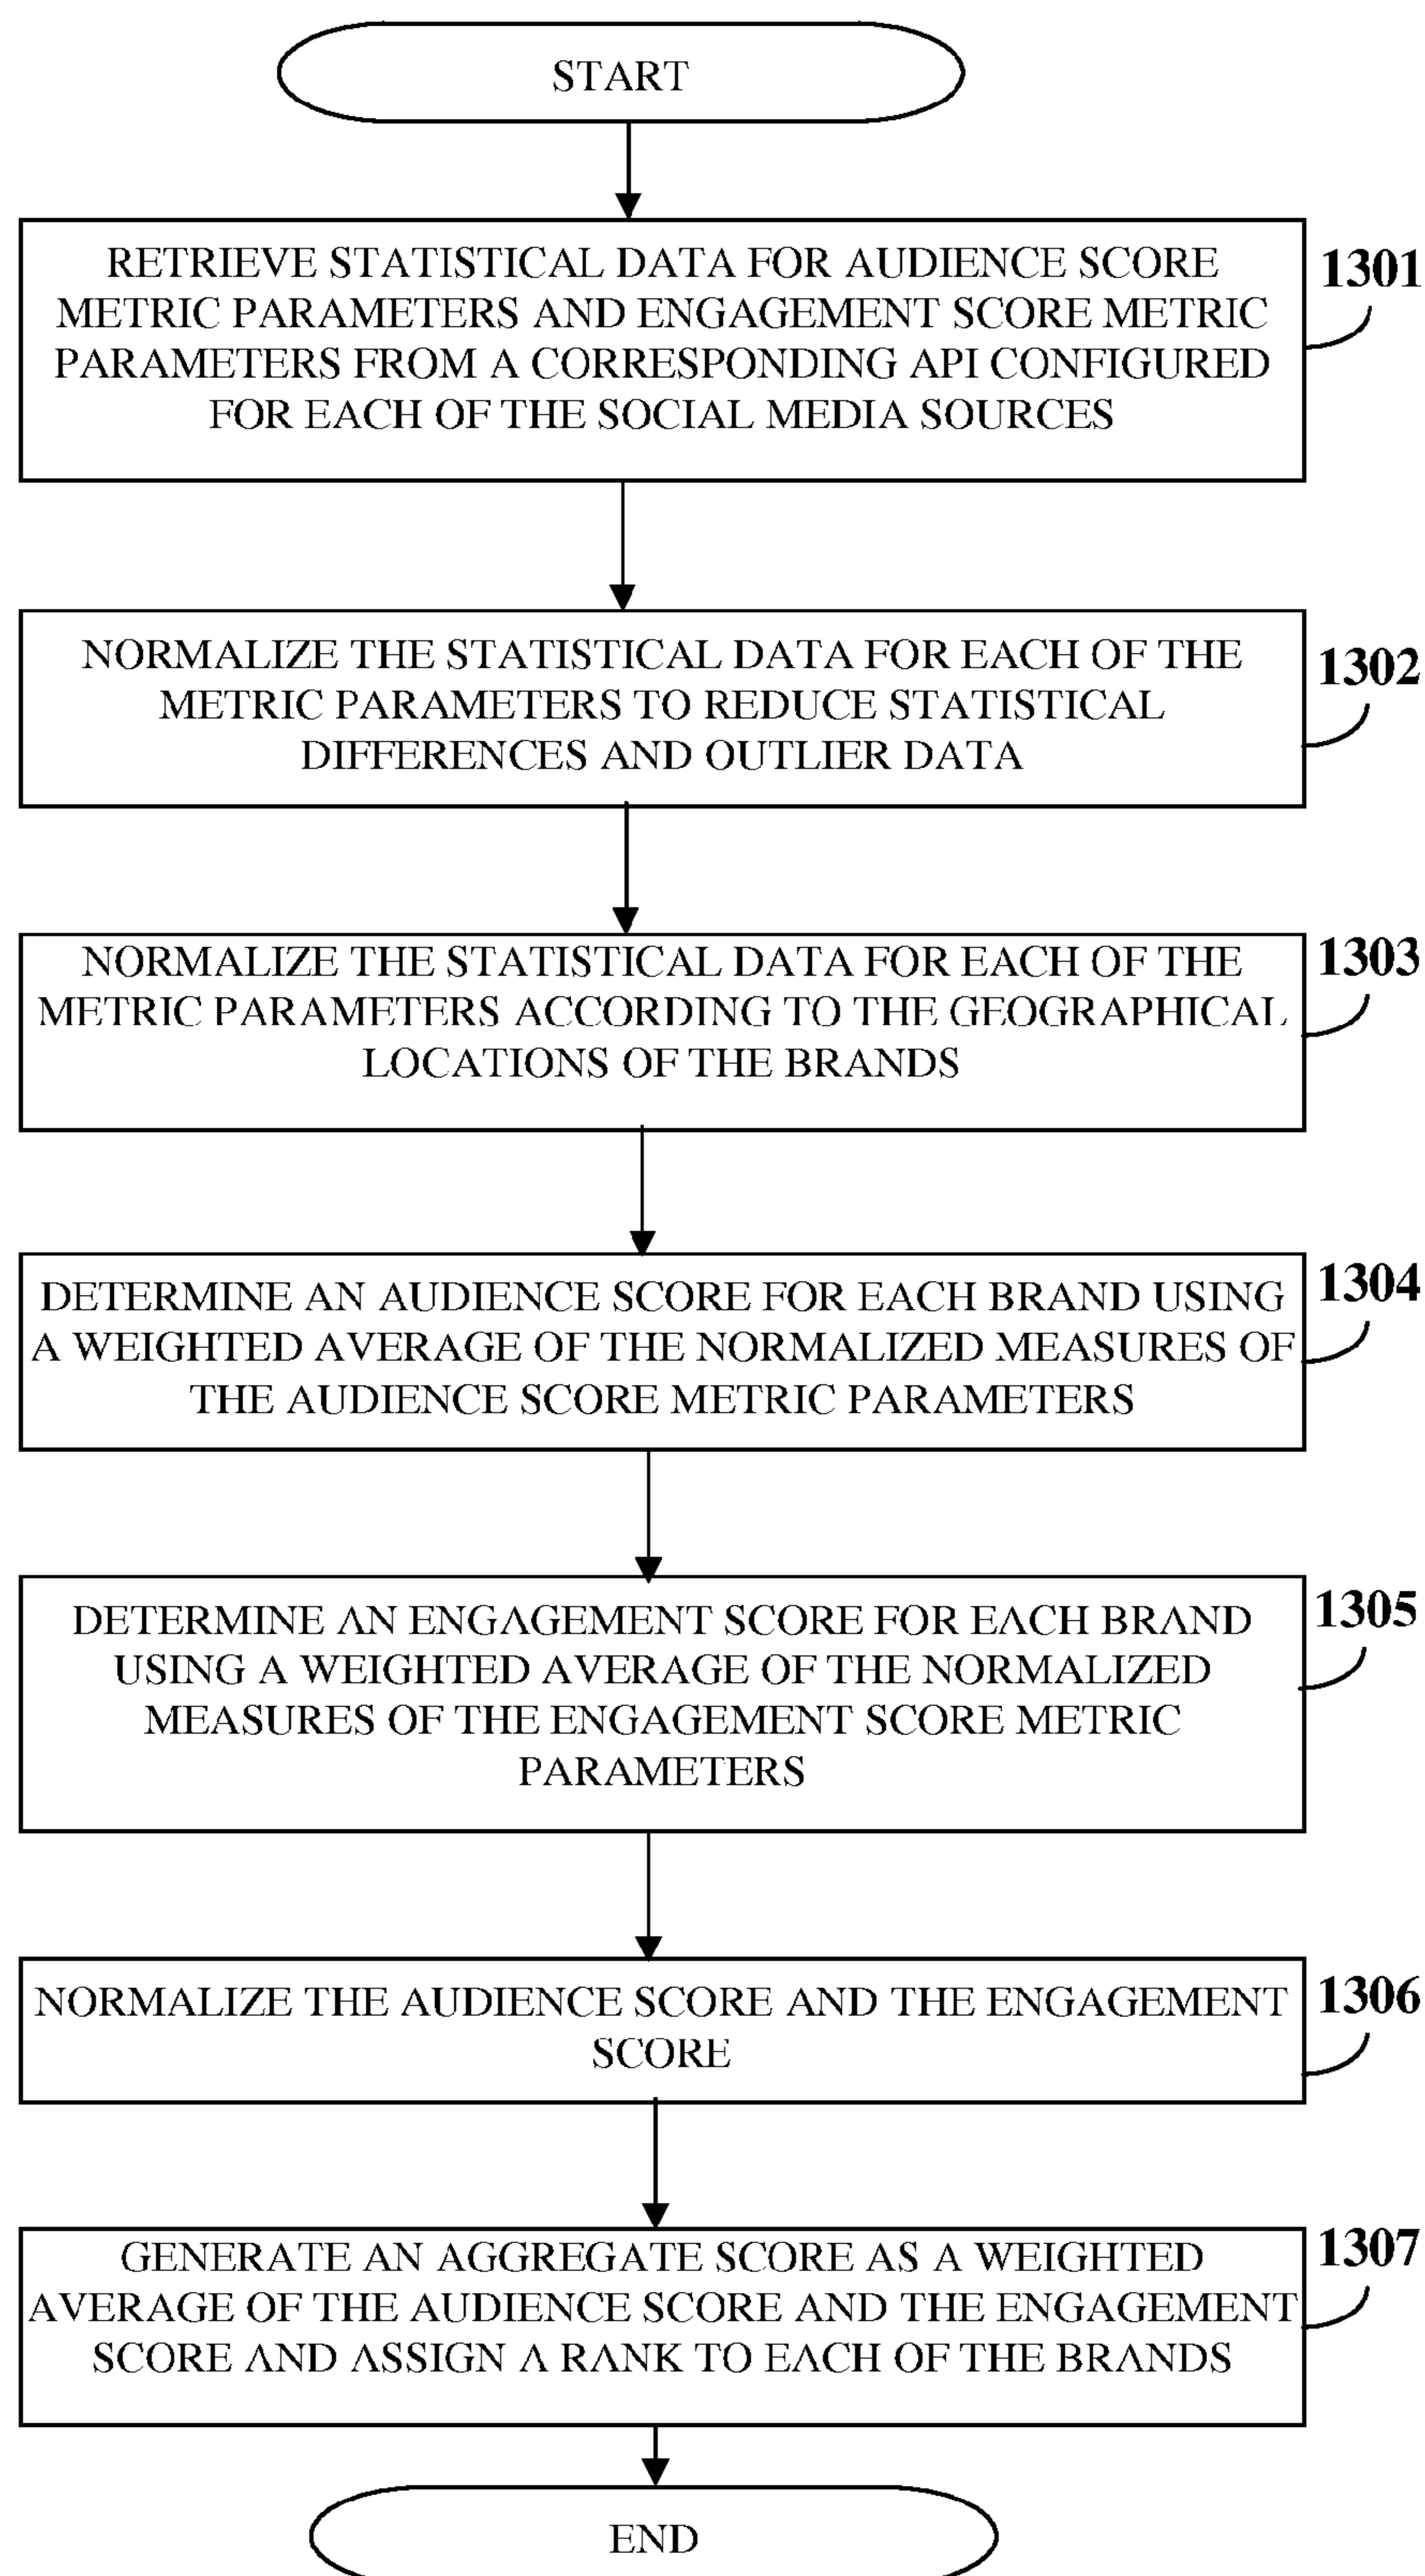 START
RETRIEVE STATISTICAL DATA FOR AUDIENCE SCORE
METRIC PARAMETERS AND ENGAGEMENT SCORE METRIC
PARAMETERS FROM A CORRESPONDING API CONFIGURED
FOR EACH OF THE SOCIAL MEDIA SOURCES
1301
NORMALIZE THE STATISTICAL DATA FOR EACH OF THE
METRIC PARAMETERS TO REDUCE STATISTICAL
DIFFERENCES AND OUTLIER DATA
1302
NORMALIZE THE STATISTICAL DATA FOR EACH OF THE
METRIC PARAMETERS ACCORDING TO THE GEOGRAPHICAL
LOCATIONS OF THE BRANDS
1303
DETERMINE AN AUDIENCE SCORE FOR EACH BRAND USING
A WEIGHTED AVERAGE OF THE NORMALIZED MEASURES OF
THE AUDIENCE SCORE METRIC PARAMETERS
1304
DETERMINE AN ENGAGEMENT SCORE FOR EACH BRAND
USING A WEIGHTED AVERAGE OF THE NORMALIZED
MEASURES OF THE ENGAGEMENT SCORE METRIC
PARAMETERS
1305
NORMALIZE THE AUDIENCE SCORE AND THE ENGAGEMENT
SCORE
1306
GENERATE AN AGGREGATE SCORE AS A WEIGHTED
AVERAGE OF THE AUDIENCE SCORE AND THE ENGAGEMENT
SCORE AND ASSIGN A RANK TO EACH OF THE BRANDS
1307
END